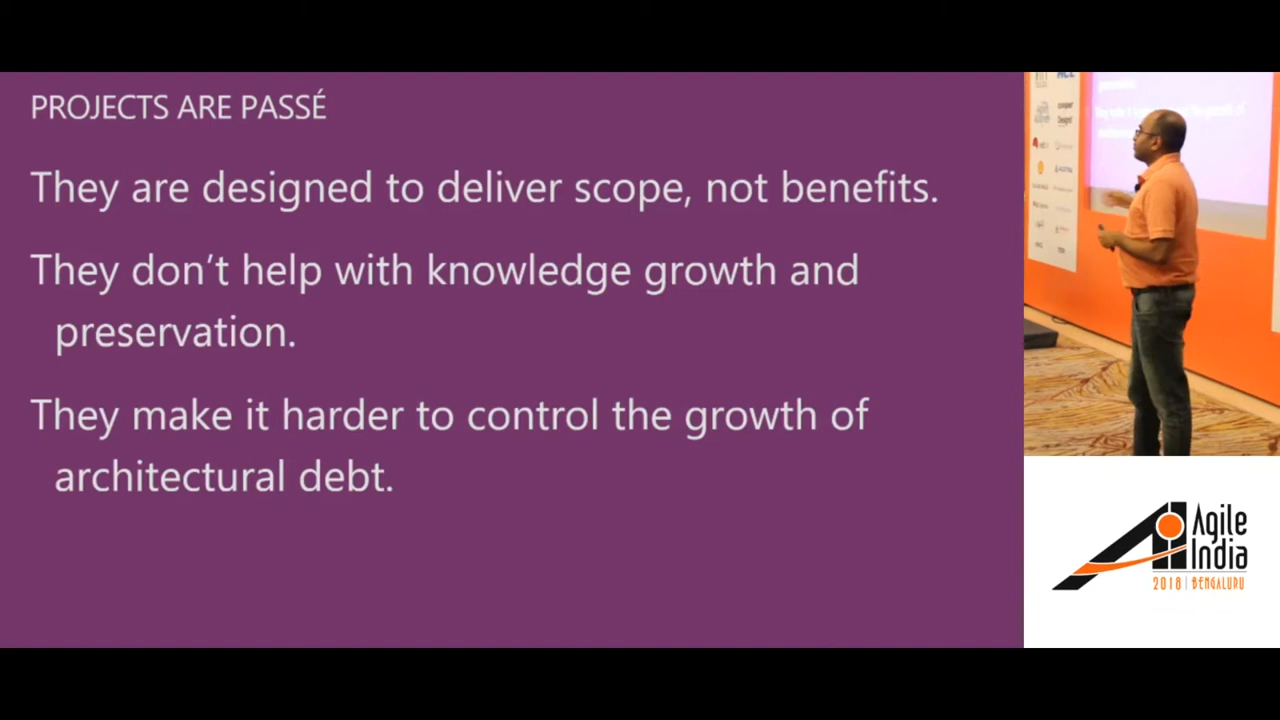 PROJECTS ARE PASSÉ
They are designed to deliver scope, not benefits.
They don't help with knowledge growth and
preservation.
They make it harder to control the growth of
architectural debt.
Agile
India
2018 | BENGALURU